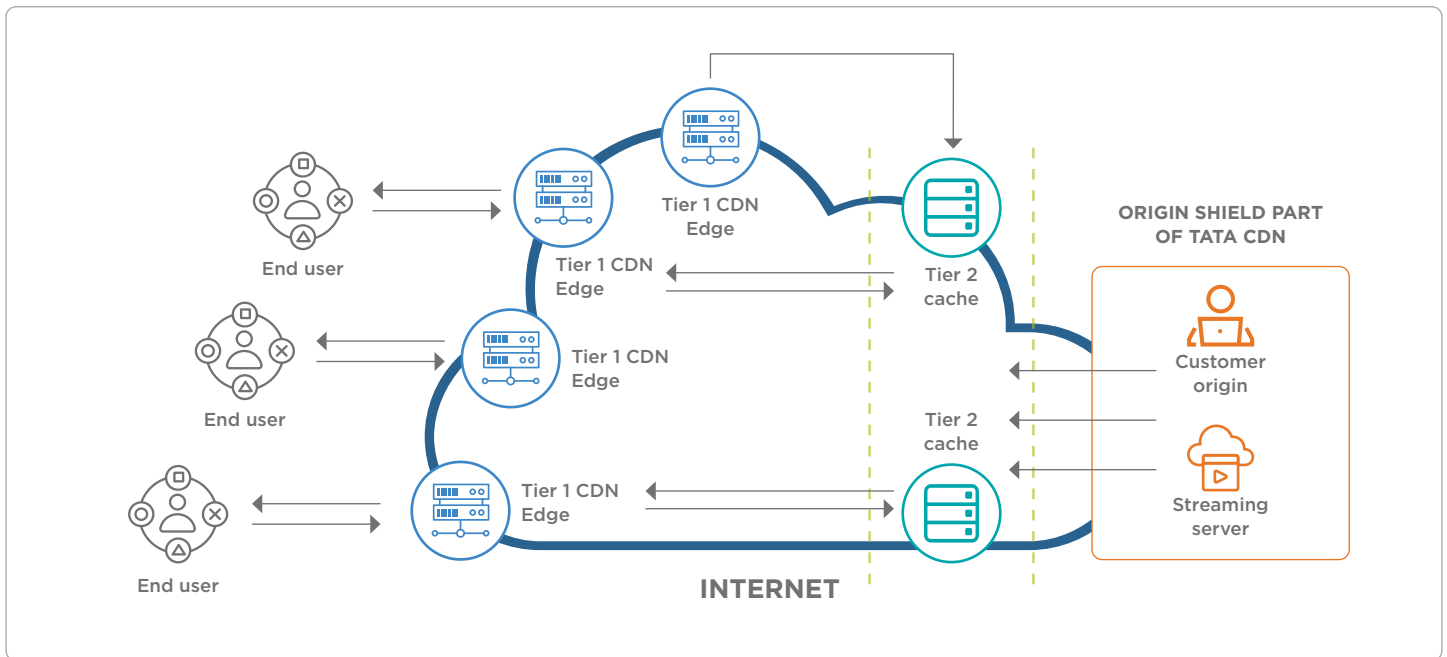 Tier 1 CDN
Edge
ORIGIN SHIELD PART
OF TATA CDN
End user
Tier 1 CDN
Edge
Tier 2
cache
Customer
origin
End user
Tier 1 CDN
Edge
Tier 2
cache
End user
Tier 1 CDN
Edge
Streaming
server
INTERNET